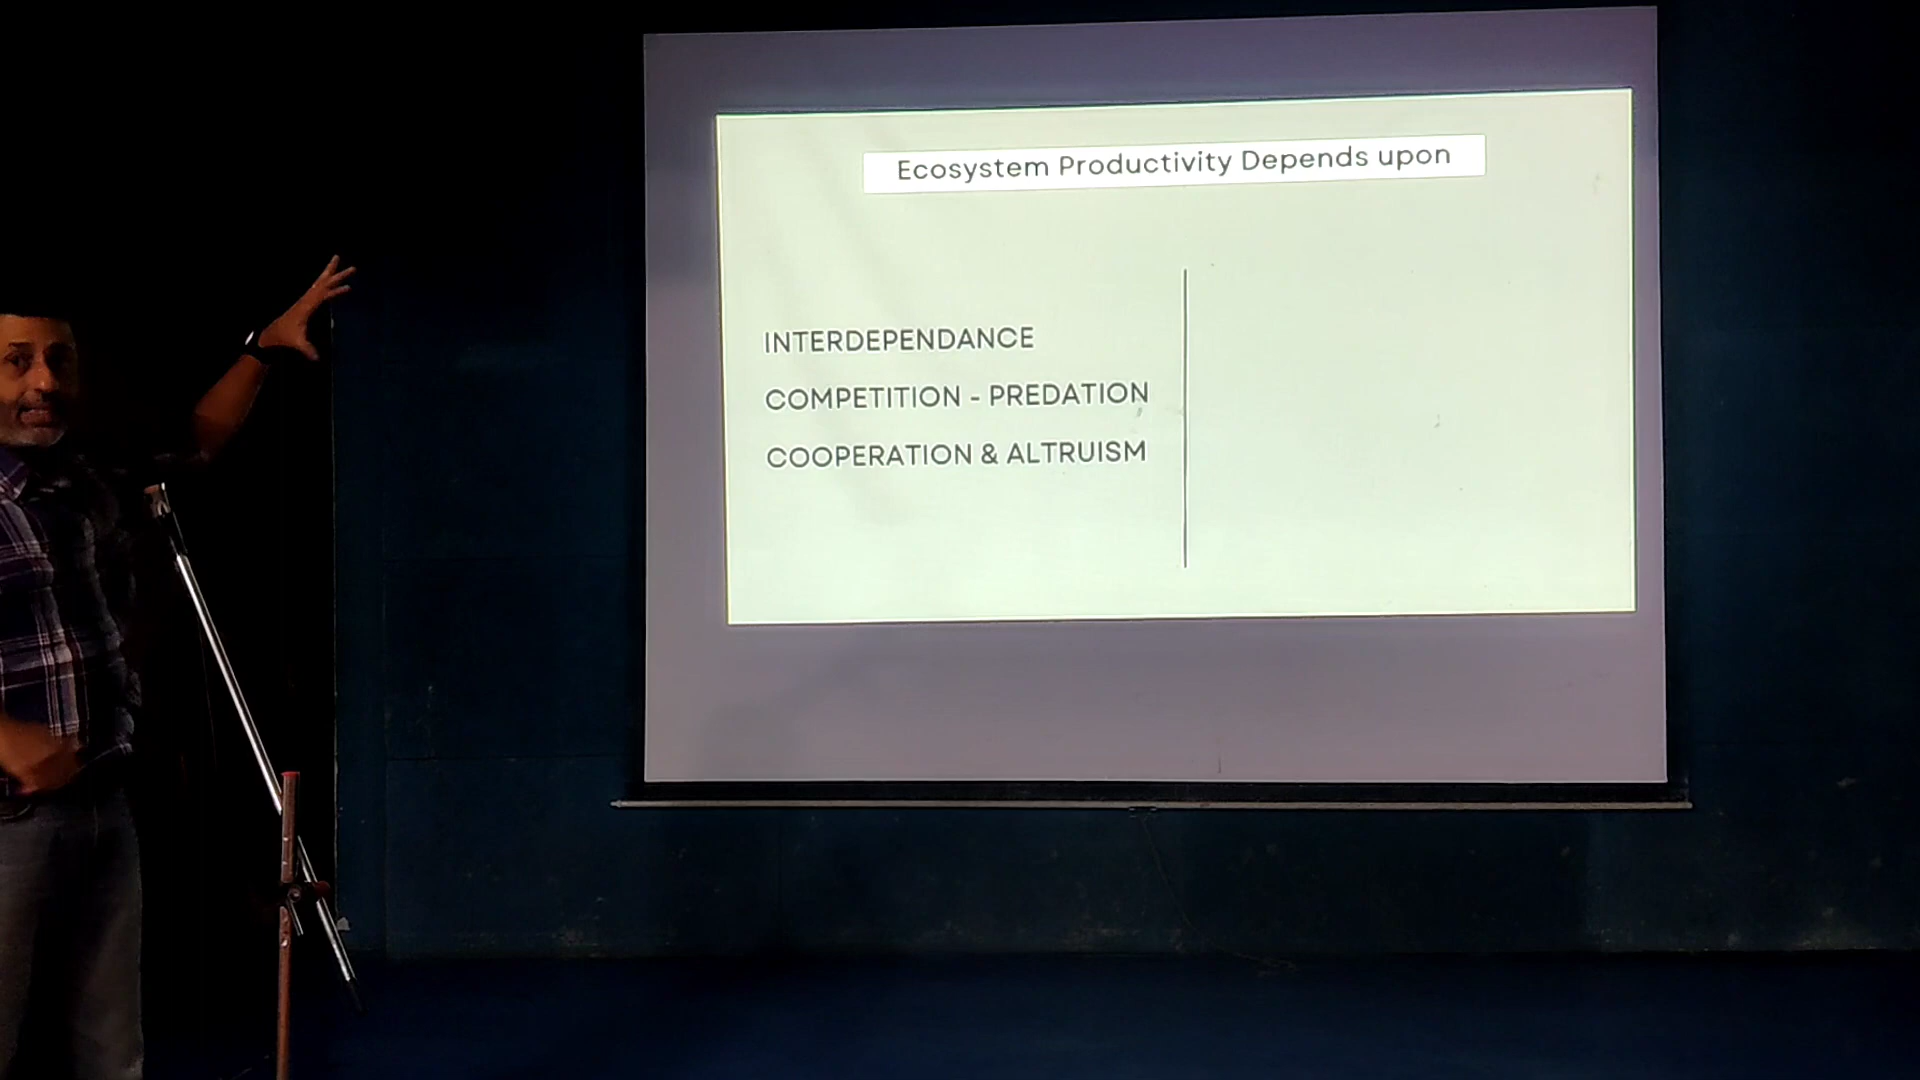 Ecosystem Productivity Depends upon
INTERDEPENDANCE
COMPETITION - PREDATION
COOPERATION & ALTRUISM